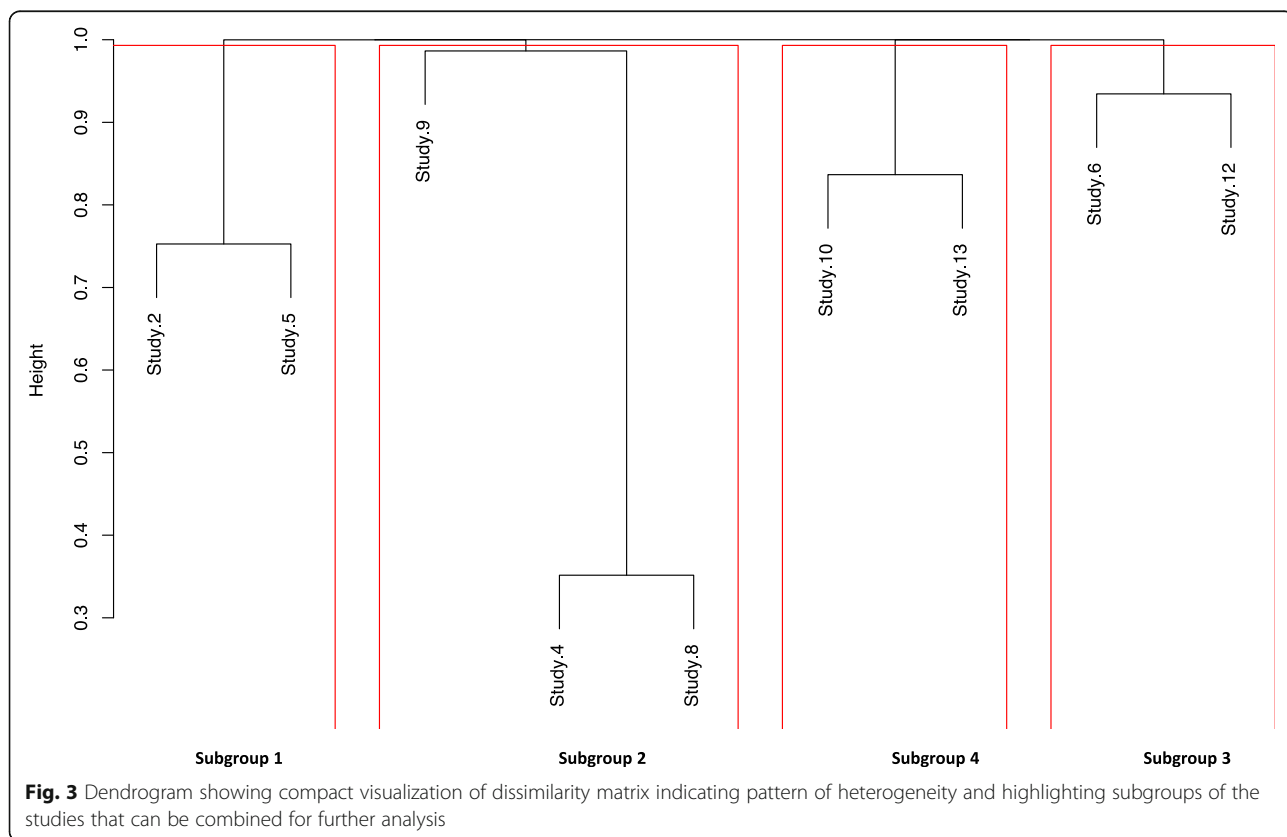 1.0
0.9
0.8
0.7
0.6
0.5
0.4
0.3
Height
Study.2
Study.5
Study.9
Study.4
Study.8
Study.10
Study.13
Study.6
Study.12
Subgroup 1 Subgroup 2 Subgroup 4 Subgroup 3
Fig. 3 Dendrogram showing compact visualization of dissimilarity matrix indicating pattern of heterogeneity and highlighting subgroups of the
studies that can be combined for further analysis